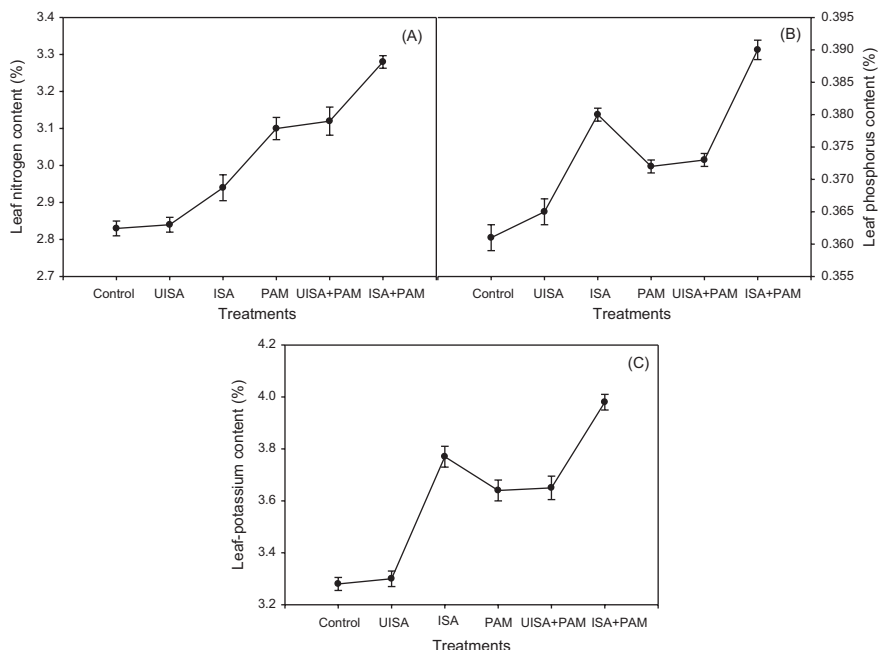 (A)
Leaf nitrogen content (%)
3.4
3.3
3.2
3.1
3.0
2.9
2.8
2.7
Control UISA ISA PAM UISA+PAM ISA+PAM
Treatments
(B)
Leaf phosphorus content (%)
0.395
0.390
0.385
0.380
0.375
0.370
0.365
0.360
0.355
Control UISA ISA PAM UISA+PAM ISA+PAM
Treatments
(C)
Leaf-potassium content (%)
4.2
4.0
3.8
3.6
3.4
3.2
Control UISA ISA PAM UISA+PAM ISA+PAM
Treatments